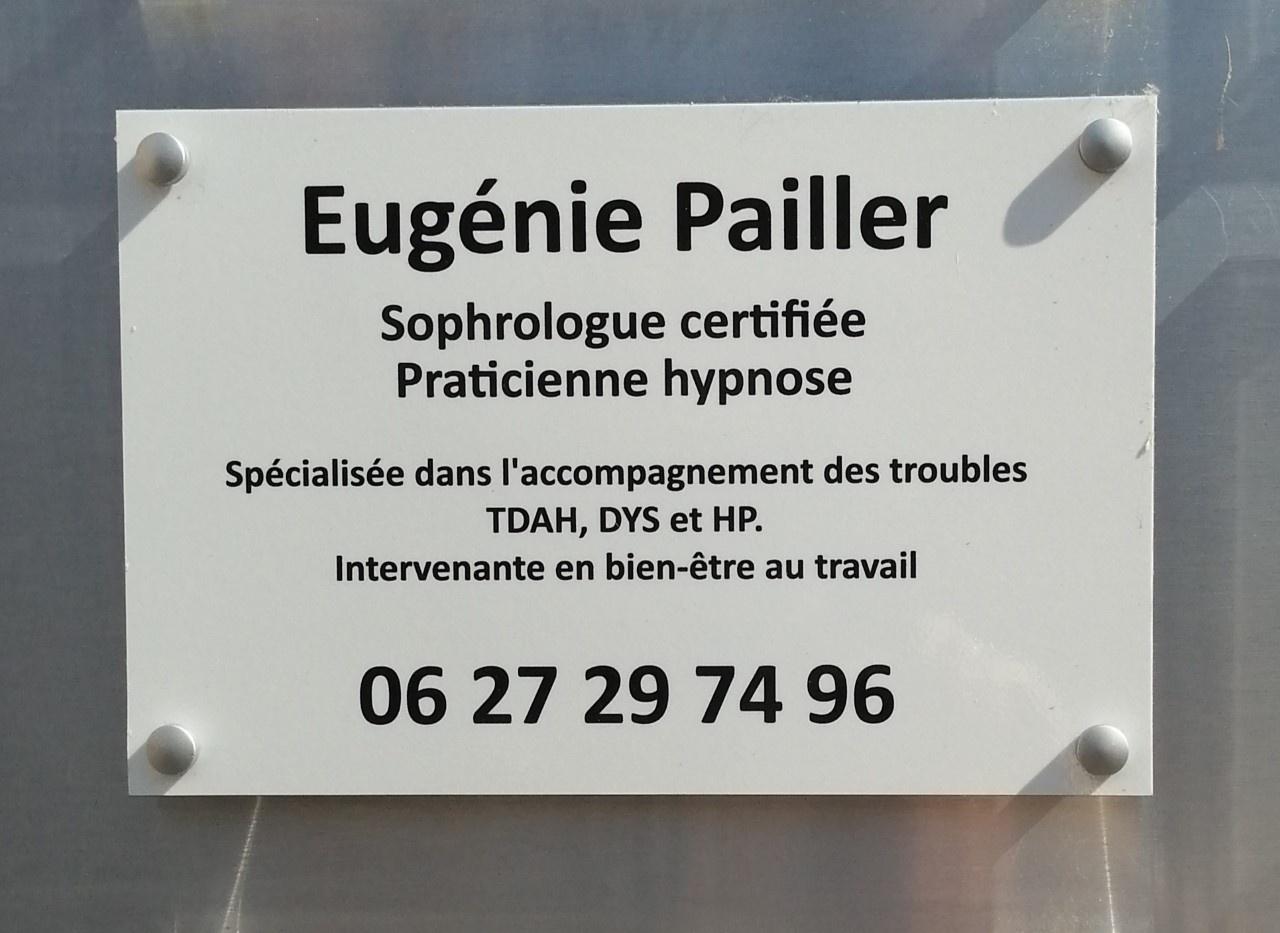 Eugénie Pailler
Sophrologue certifiée
Praticienne hypnose
Spécialisée dans l'accompagnement des troubles
TDAH, DYS et HP.
Intervenante en bien-être au travail
06 27 29 74 96